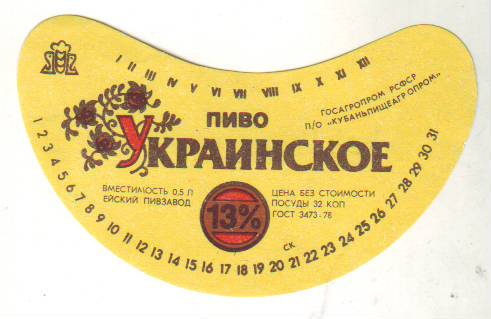 I II III IV V VI VII VIII IX X XI XII
ГОСАГРОПРОМ РСФСР
П/О «КУБАНЬПИЩЕАГРОПРОМ»
ПИВО
УКРАИНСКОЕ
ВМЕСТИМОСТЬ 0,5 Л
ЕЙСКИЙ ПИВЗАВОД
13%
ЦЕНА БЕЗ СТОИМОСТИ
ПОСУДЫ 32 КОП
ГОСТ 3473-78
СК
1 2 3 4 5 6 7 8 9 10 11 12 13 14 15 16 17 18 19 20 21 22 23 24 25 26 27 28 29 30 31